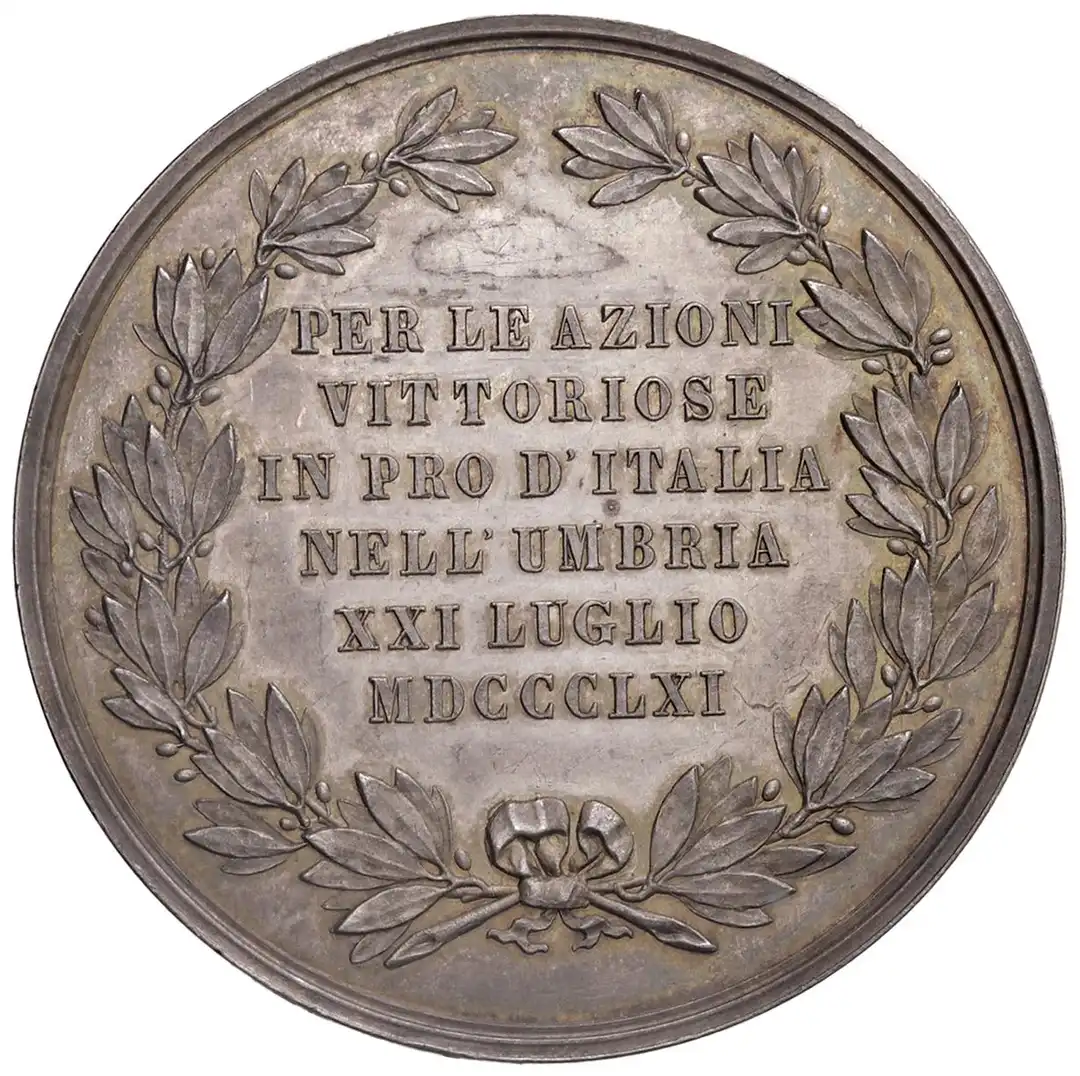 PER LE AZIONI
VITTORIOSE
IN PRO D'ITALIA
NELL' UMBRIA
XXI LUGLIO
MDCCCLXI